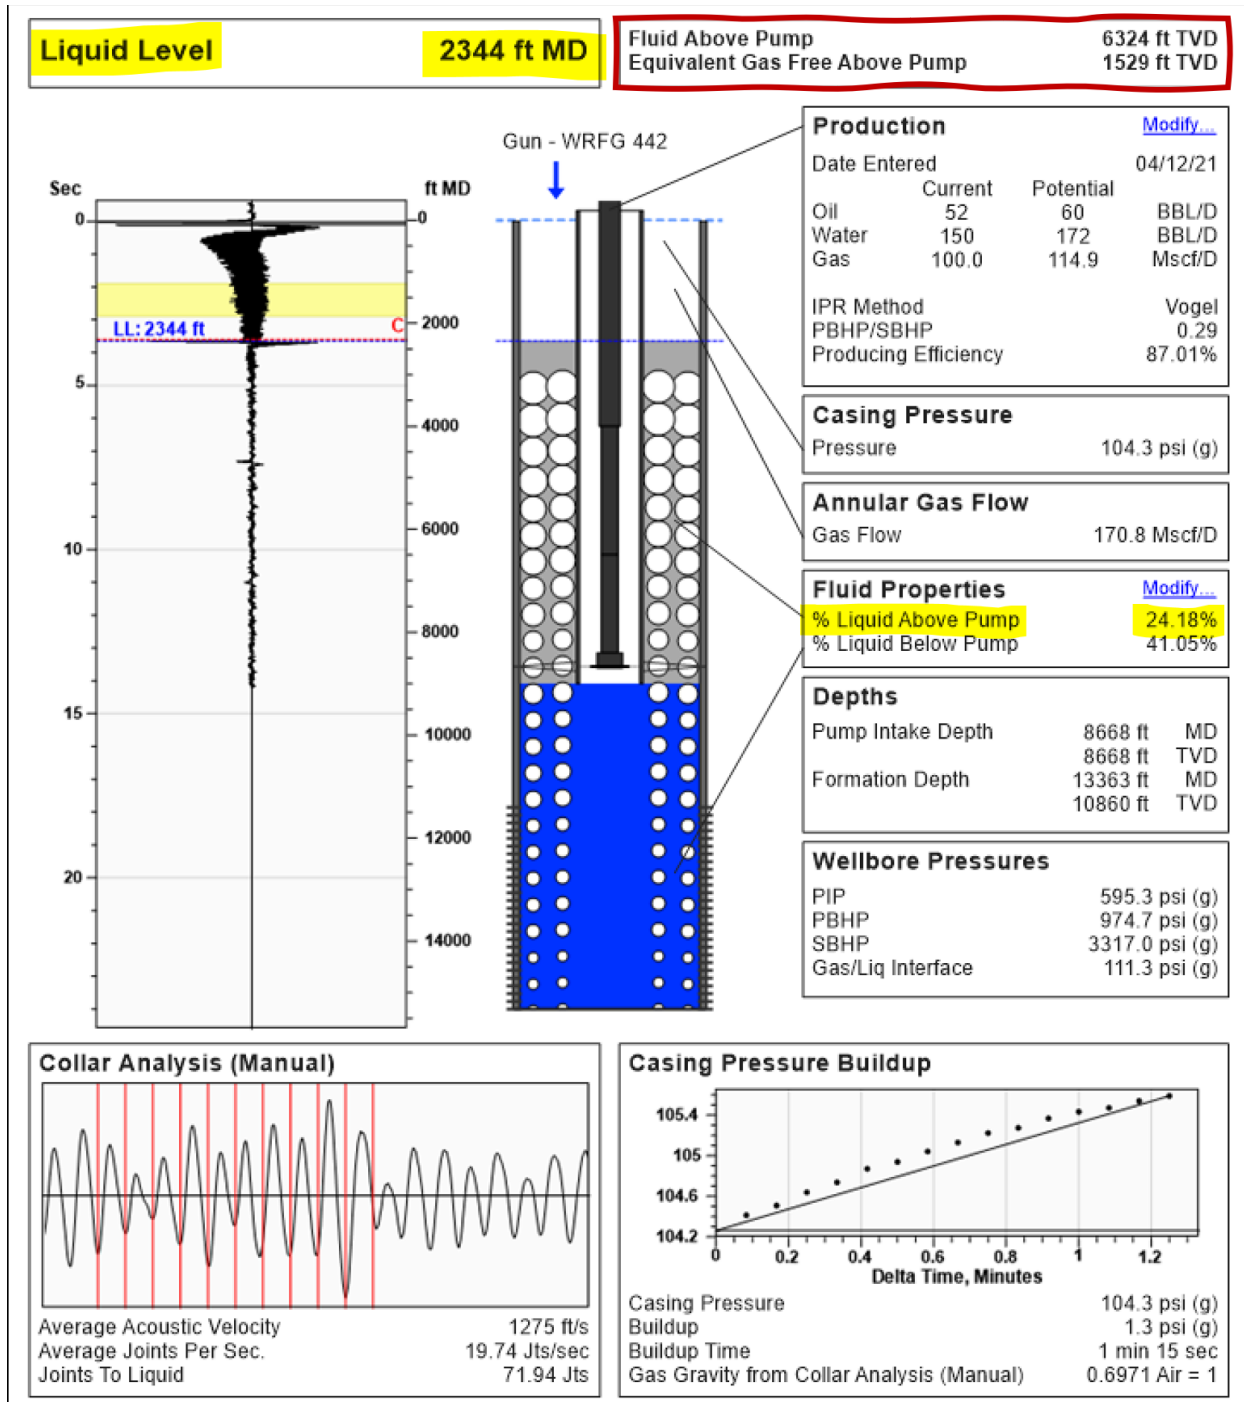 Liquid Level 2344 ft MD
Fluid Above Pump 6324 ft TVD
Equivalent Gas Free Above Pump 1529 ft TVD
Gun - WRFG 442
Sec ft MD
0 0
LL: 2344 ft C 2000
5
4000
6000
10
8000
15
10000
12000
20
14000
Production Modify...
Date Entered 04/12/21
Current Potential
Oil 52 60 BBL/D
Water 150 172 BBL/D
Gas 100.0 114.9 Mscf/D
IPR Method Vogel
PBHP/SBHP 0.29
Producing Efficiency 87.01%
Casing Pressure
Pressure 104.3 psi (g)
Annular Gas Flow
Gas Flow 170.8 Mscf/D
Fluid Properties Modify...
% Liquid Above Pump 24.18%
% Liquid Below Pump 41.05%
Depths
Pump Intake Depth 8668 ft MD
8668 ft TVD
Formation Depth 13363 ft MD
10860 ft TVD
Wellbore Pressures
PIP 595.3 psi (g)
PBHP 974.7 psi (g)
SBHP 3317.0 psi (g)
Gas/Liq Interface 111.3 psi (g)
Collar Analysis (Manual)
Average Acoustic Velocity 1275 ft/s
Average Joints Per Sec. 19.74 Jts/sec
Joints To Liquid 71.94 Jts
Casing Pressure Buildup
105.4
105
104.6
104.2
0 0.2 0.4 0.6 0.8 1 1.2
Delta Time, Minutes
Casing Pressure 104.3 psi (g)
Buildup 1.3 psi (g)
Buildup Time 1 min 15 sec
Gas Gravity from Collar Analysis (Manual) 0.6971 Air = 1